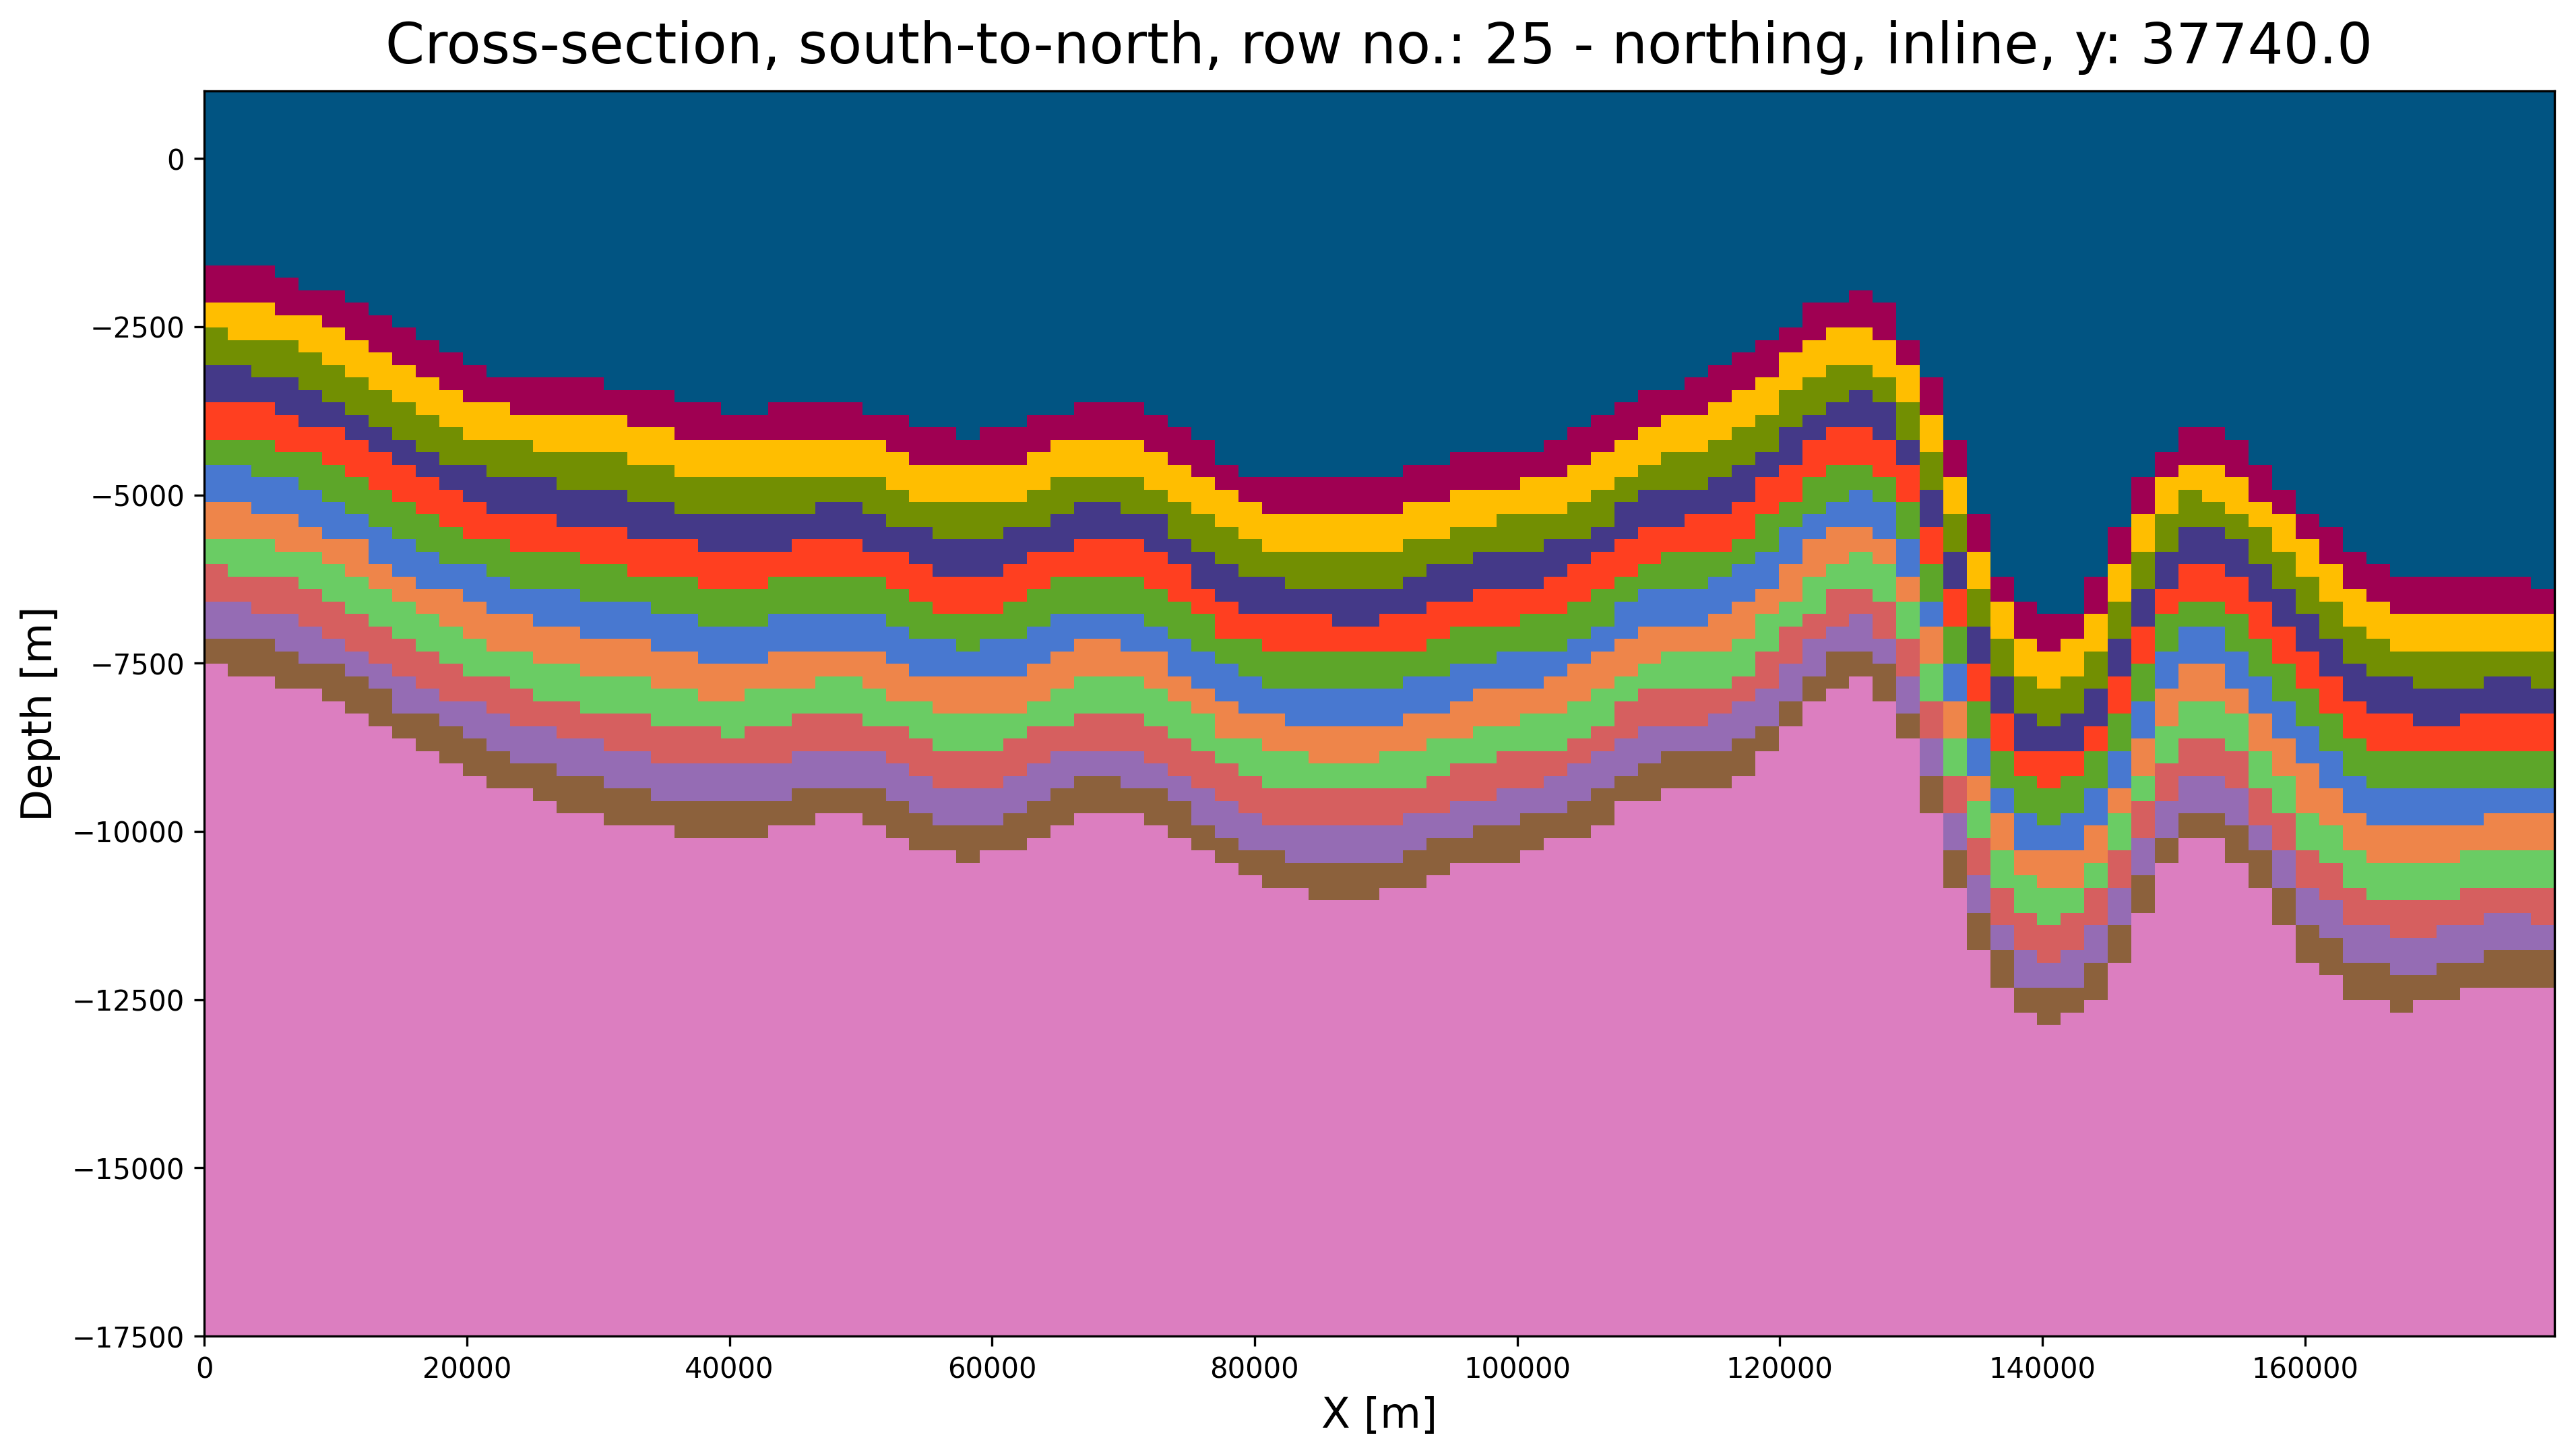 Cross-section, south-to-north, row no.: 25 - northing, inline, y: 37740.0
0
−2500
−5000
−7500
−10000
−12500
−15000
−17500
Depth [m]
0 20000 40000 60000 80000 100000 120000 140000 160000
X [m]